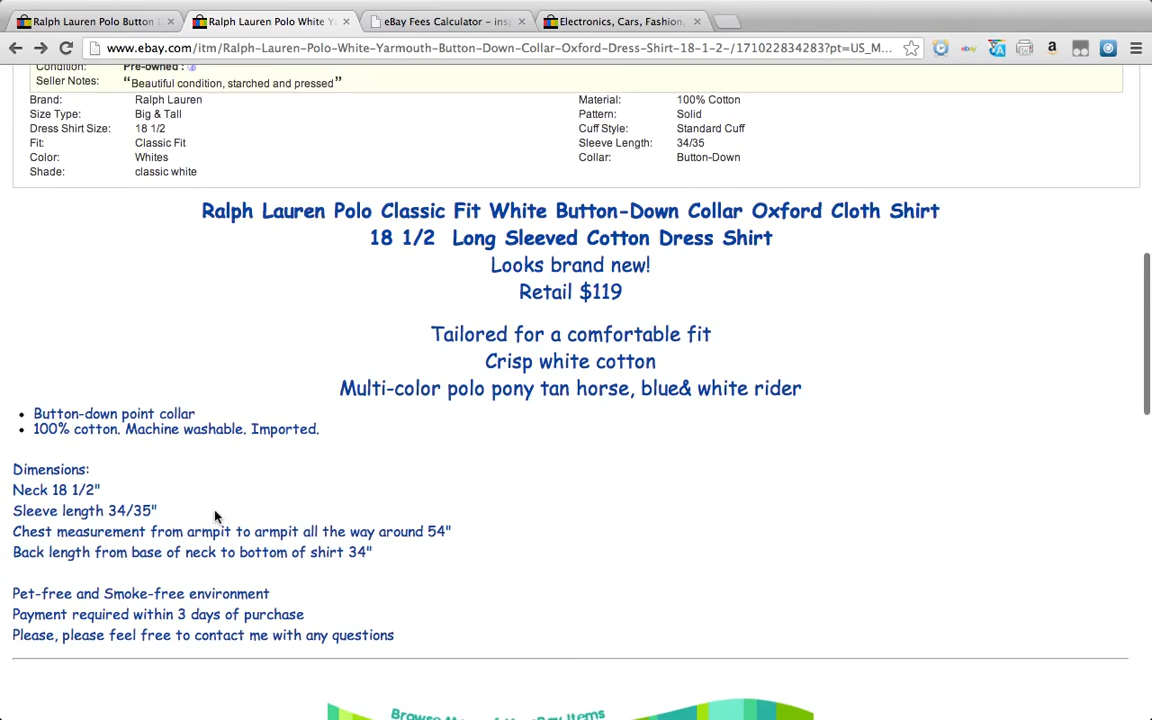 Ralph Lauren Polo Button
Ralph Lauren Polo White Y
eBay Fees Calculator – ins
Electronics, Cars, Fashion,
www.ebay.com/itm/Ralph-Lauren-Polo-White-Yarmouth-Button-Down-Collar-Oxford-Dress-Shirt-18-1-2-/171022834283?pt=US_M...
Condition: Pre-owned :
Seller Notes: “Beautiful condition, starched and pressed”
Brand: Ralph Lauren Material: 100% Cotton
Size Type: Big & Tall Pattern: Solid
Dress Shirt Size: 18 1/2 Cuff Style: Standard Cuff
Fit: Classic Fit Sleeve Length: 34/35
Color: Whites Collar: Button-Down
Shade: classic white
Ralph Lauren Polo Classic Fit White Button-Down Collar Oxford Cloth Shirt
18 1/2 Long Sleeved Cotton Dress Shirt
Looks brand new!
Retail $119
Tailored for a comfortable fit
Crisp white cotton
Multi-color polo pony tan horse, blue& white rider
• Button-down point collar
• 100% cotton. Machine washable. Imported.
Dimensions:
Neck 18 1/2"
Sleeve length 34/35"
Chest measurement from armpit to armpit all the way around 54"
Back length from base of neck to bottom of shirt 34"
Pet-free and Smoke-free environment
Payment required within 3 days of purchase
Please, please feel free to contact me with any questions